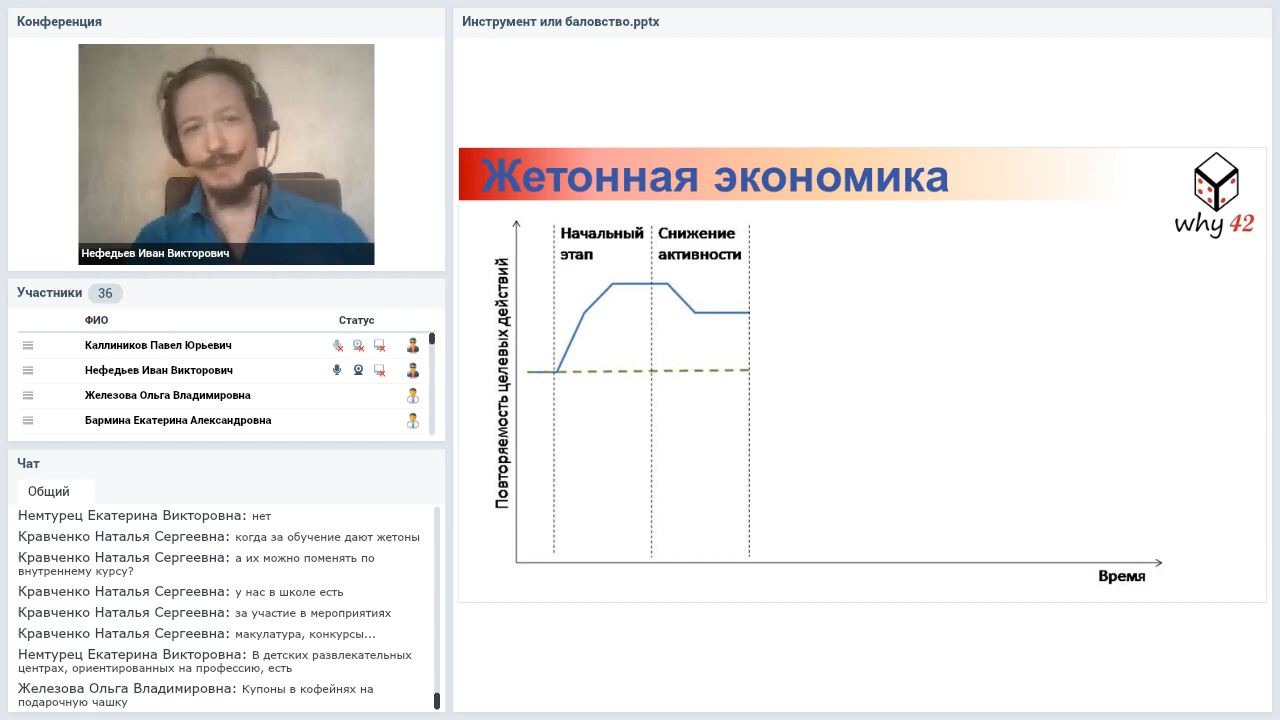 Конференция
Нефедьев Иван Викторович
Участники 36
ФИО Статус
Каллиников Павел Юрьевич
Нефедьев Иван Викторович
Железова Ольга Владимировна
Бармина Екатерина Александровна
Чат
Общий
Немтурец Екатерина Викторовна: нет
Кравченко Наталья Сергеевна: когда за обучение дают жетоны
Кравченко Наталья Сергеевна: а их можно поменять по
внутреннему курсу?
Кравченко Наталья Сергеевна: у нас в школе есть
Кравченко Наталья Сергеевна: за участие в мероприятиях
Кравченко Наталья Сергеевна: макулатура, конкурсы...
Немтурец Екатерина Викторовна: В детских развлекательных
центрах, ориентированных на профессию, есть
Железова Ольга Владимировна: Купоны в кофейнях на
подарочную чашку
Инструмент или баловство.pptx
Жетонная экономика
why 42
Начальный
этап
Снижение
активности
Повторяемость целевых действий
Время